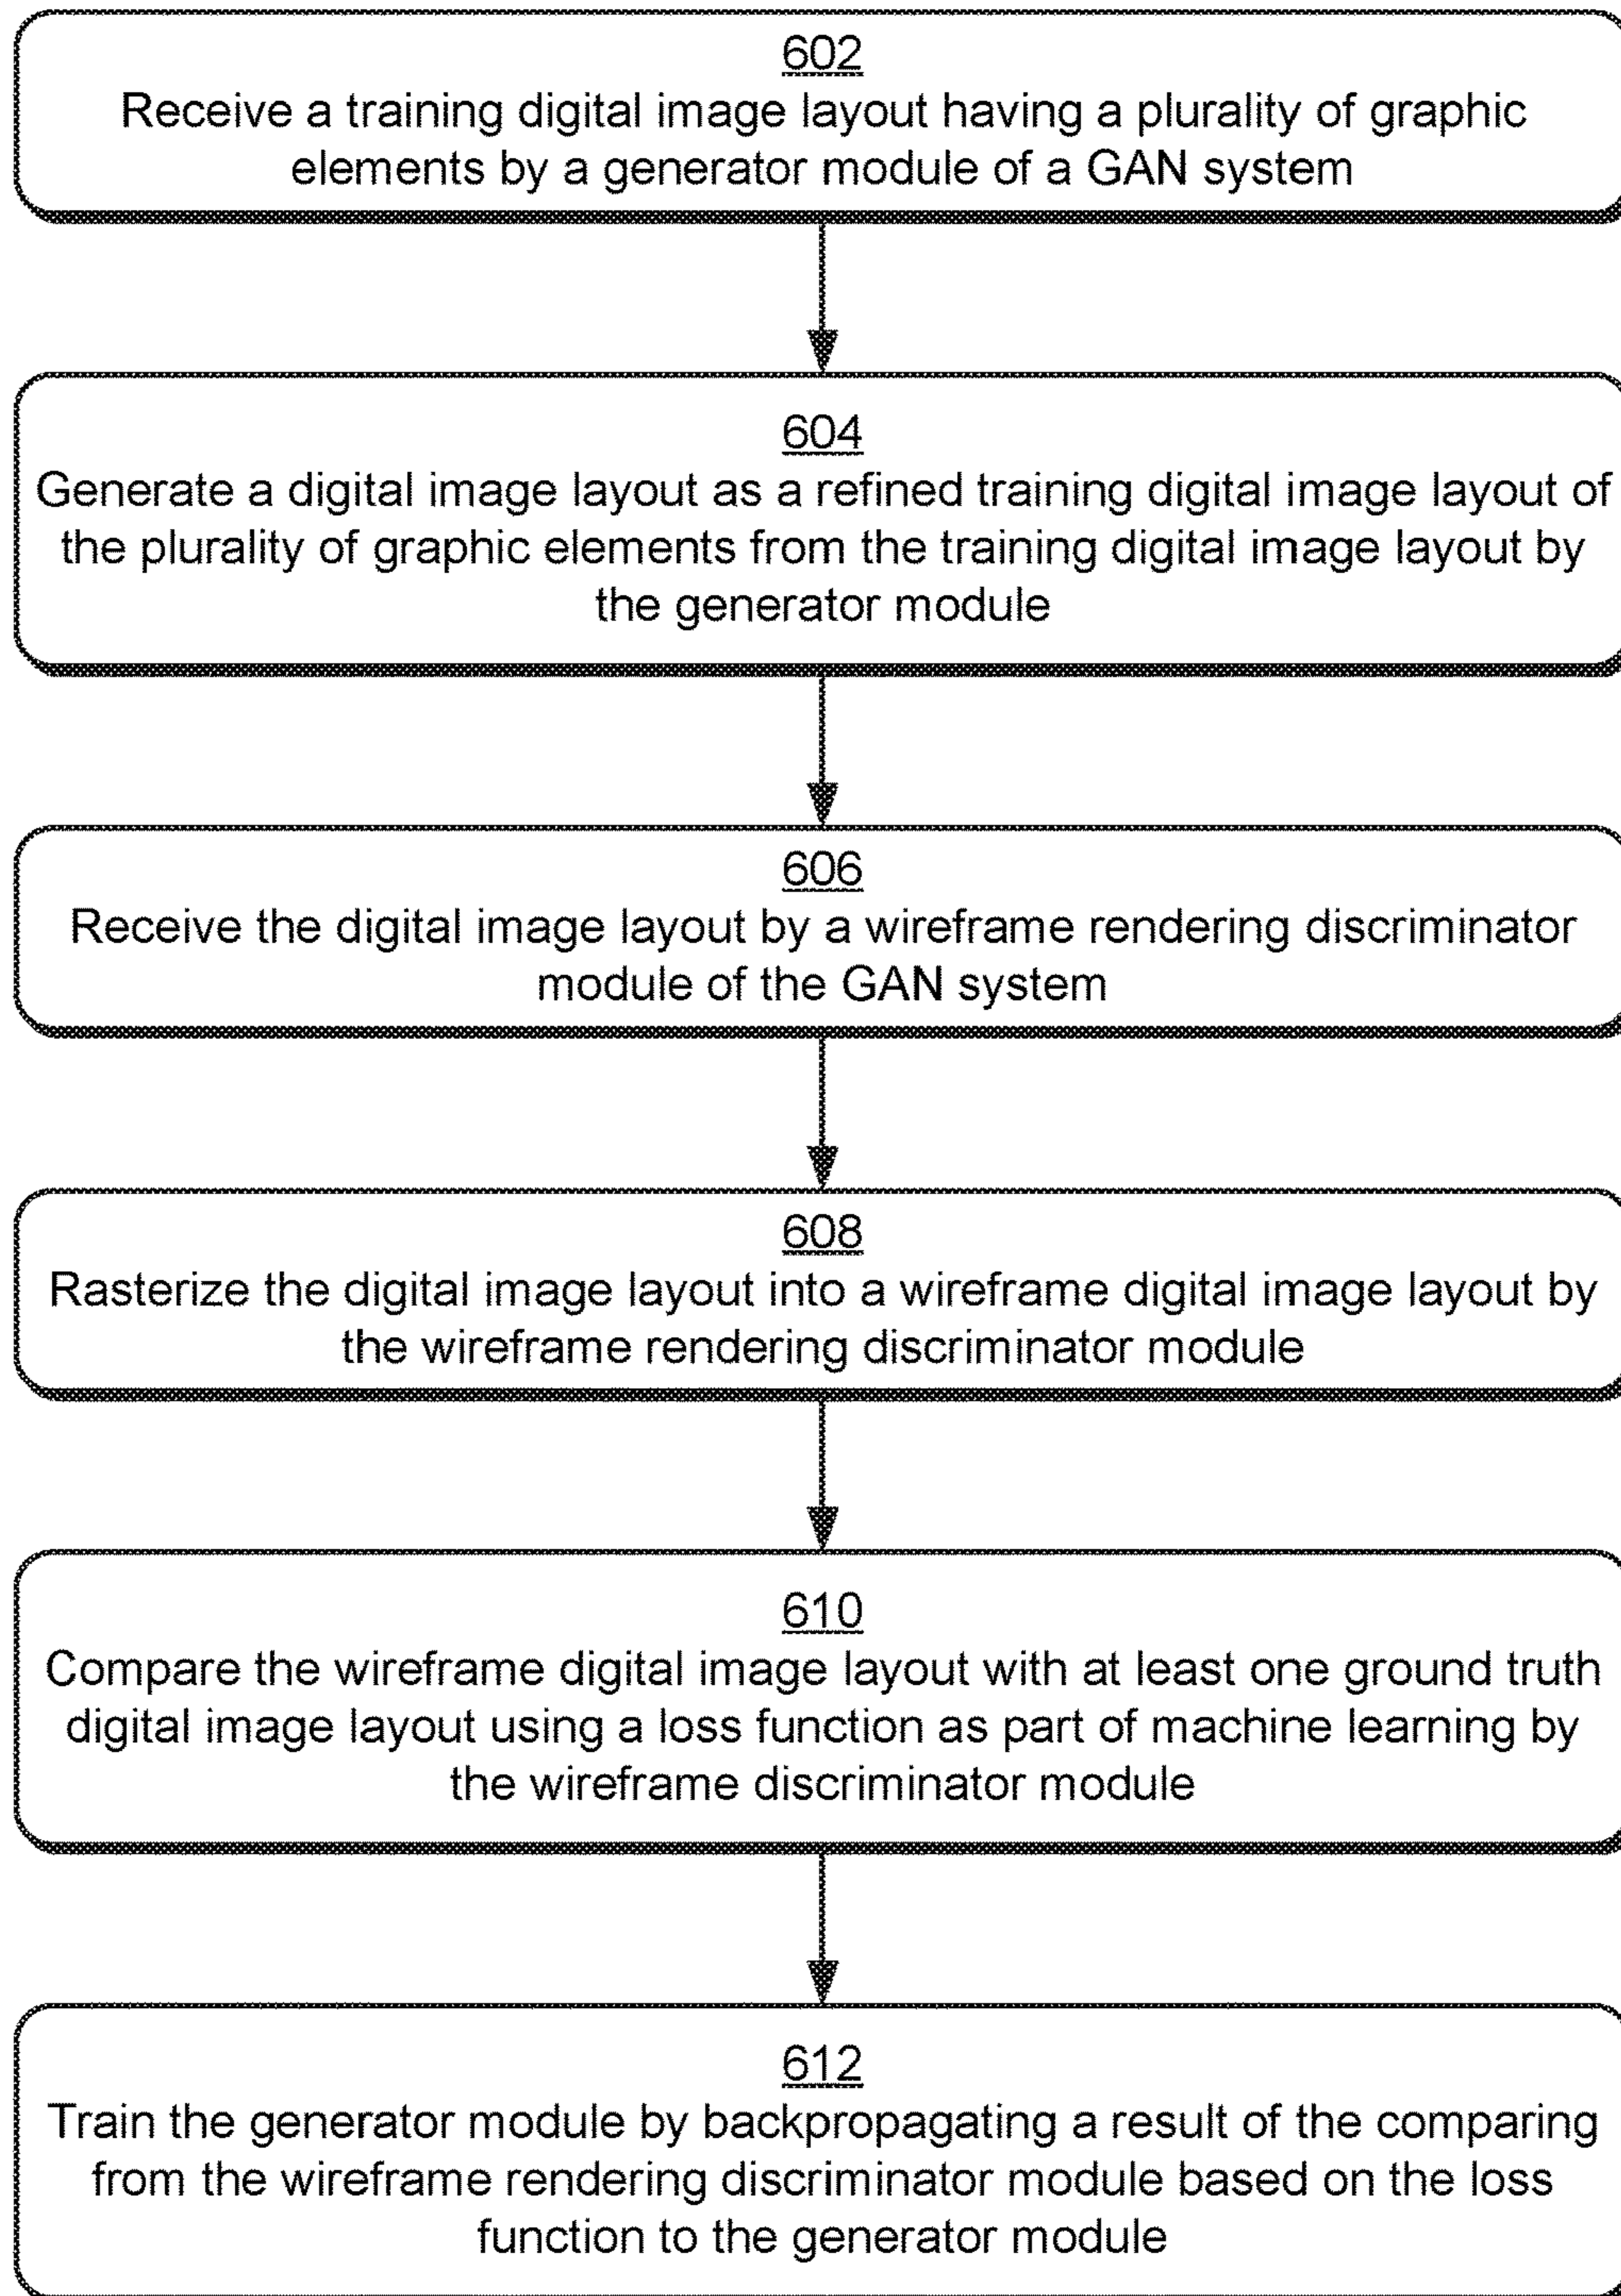 602
Receive a training digital image layout having a plurality of graphic
elements by a generator module of a GAN system
604
Generate a digital image layout as a refined training digital image layout of
the plurality of graphic elements from the training digital image layout by
the generator module
606
Receive the digital image layout by a wireframe rendering discriminator
module of the GAN system
608
Rasterize the digital image layout into a wireframe digital image layout by
the wireframe rendering discriminator module
610
Compare the wireframe digital image layout with at least one ground truth
digital image layout using a loss function as part of machine learning by
the wireframe discriminator module
612
Train the generator module by backpropagating a result of the comparing
from the wireframe rendering discriminator module based on the loss
function to the generator module